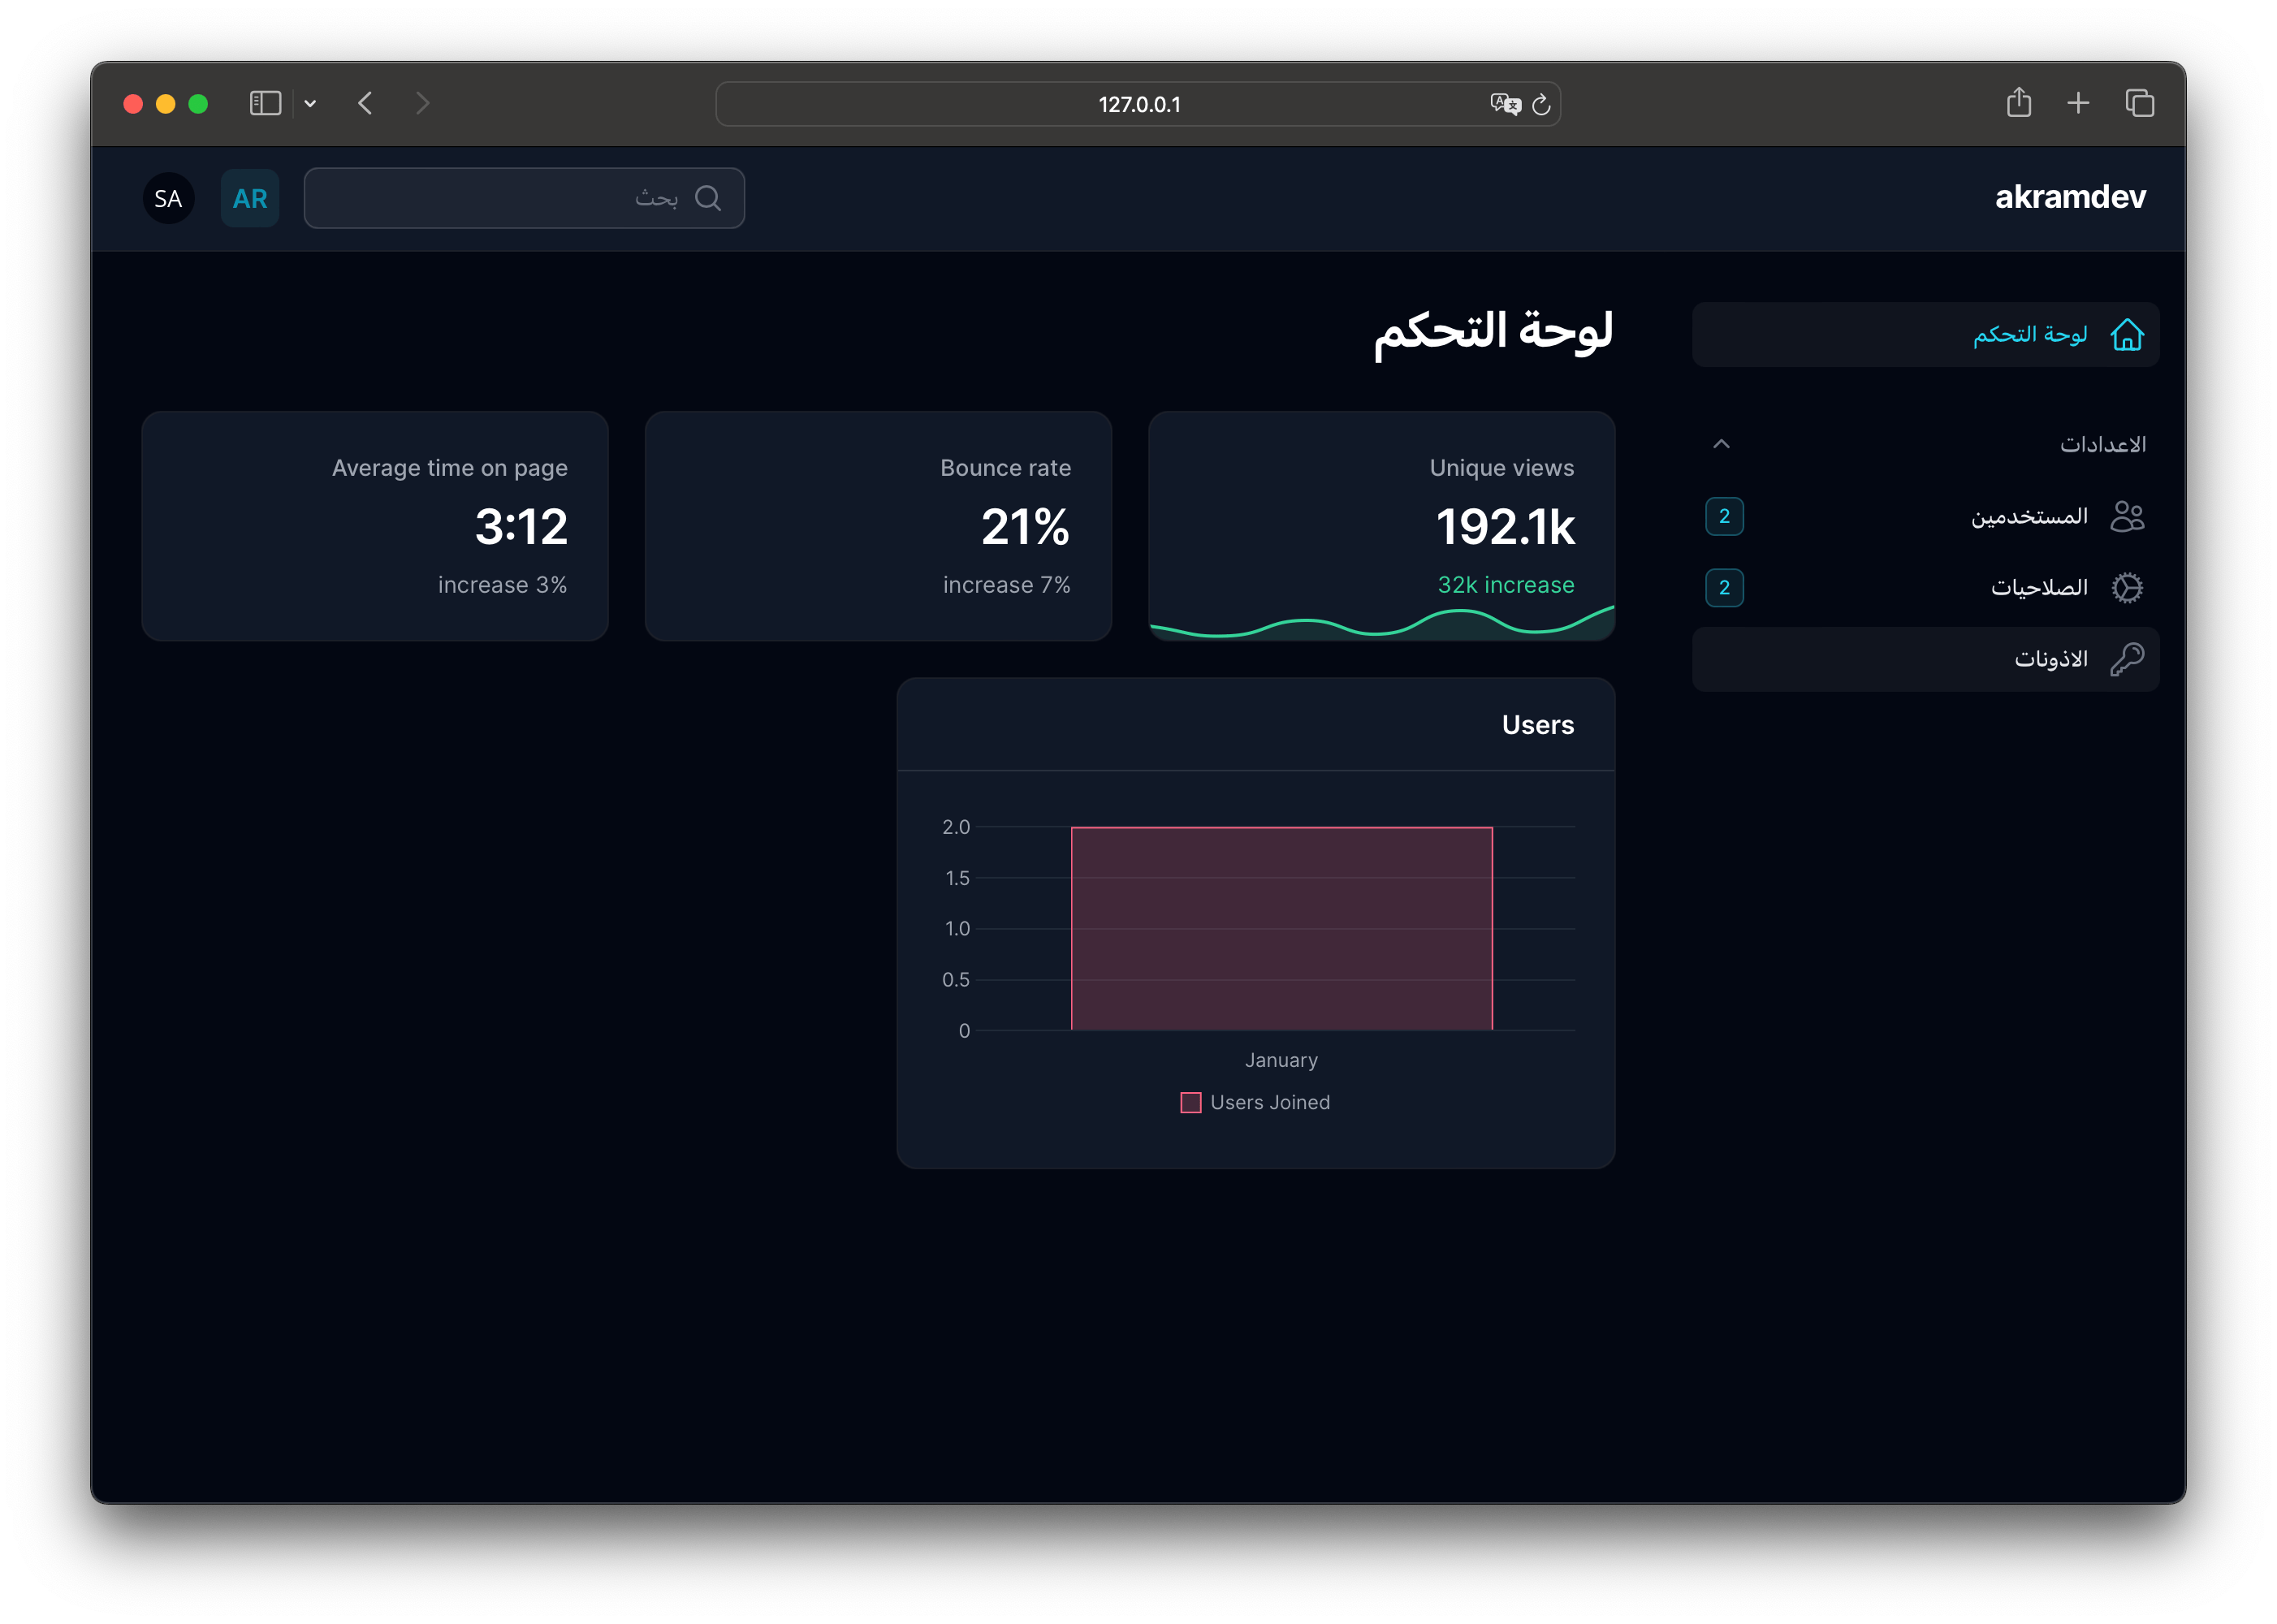 127.0.0.1
akramdev
بحث
AR
SA
لوحة التحكم
الاعدادات
المستخدمين
2
الصلاحيات
2
الاذونات
لوحة التحكم
Unique views
192.1k
32k increase
Bounce rate
21%
increase 7%
Average time on page
3:12
increase 3%
Users
2.0
1.5
1.0
0.5
0
January
Users Joined